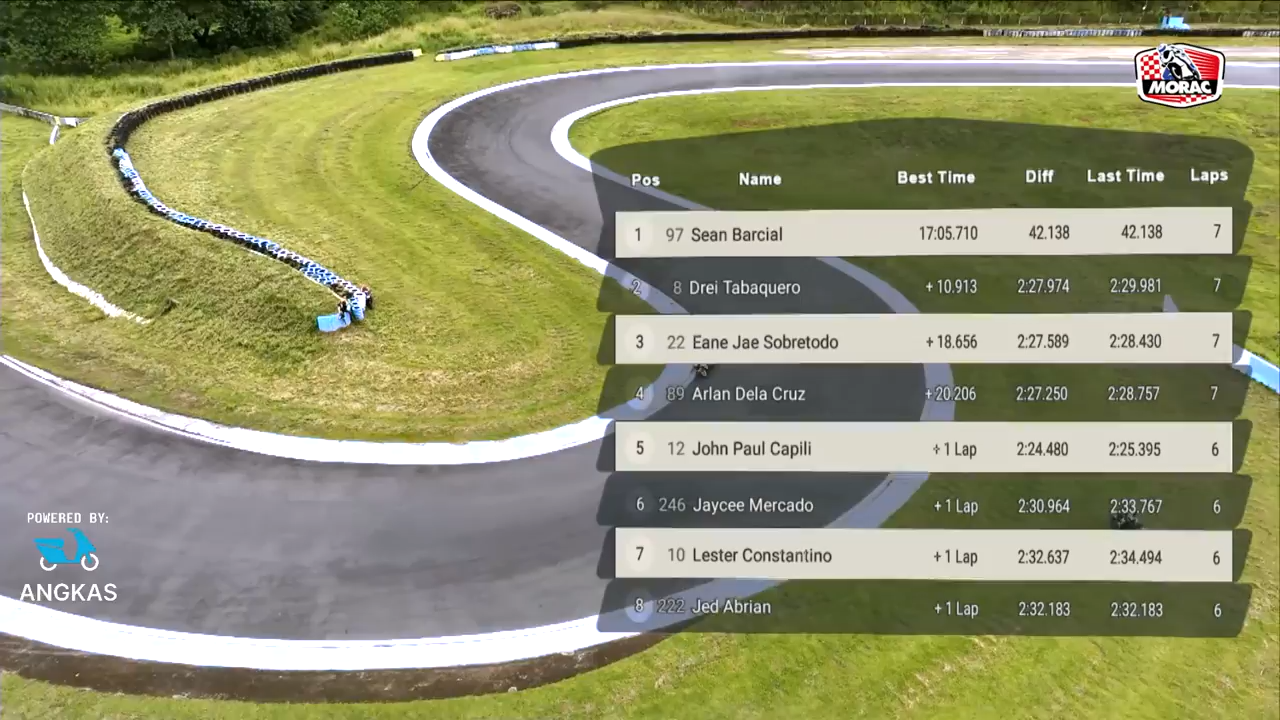 MORAC
Pos Name Best Time Diff Last Time Laps
1 97 Sean Barcial 17:05.710 42.138 42.138 7
2 8 Drei Tabaquero + 10.913 2:27.974 2:29.981 7
3 22 Eane Jae Sobretodo + 18.656 2:27.589 2:28.430 7
4 89 Arlan Dela Cruz + 20.206 2:27.250 2:28.757 7
5 12 John Paul Capili + 1 Lap 2:24.480 2:25.395 6
6 246 Jaycee Mercado + 1 Lap 2:30.964 2:33.767 6
7 10 Lester Constantino + 1 Lap 2:32.637 2:34.494 6
8 222 Jed Abrian + 1 Lap 2:32.183 2:32.183 6
POWERED BY:
ANGKAS